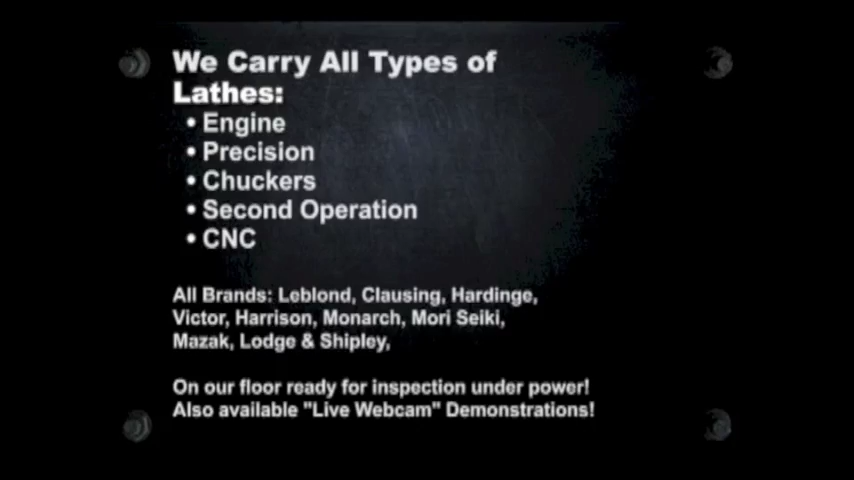 We Carry All Types of
Lathes:
• Engine
• Precision
• Chuckers
• Second Operation
• CNC
All Brands: Leblond, Clausing, Hardinge,
Victor, Harrison, Monarch, Mori Seiki,
Mazak, Lodge & Shipley,
On our floor ready for inspection under power!
Also available "Live Webcam" Demonstrations!